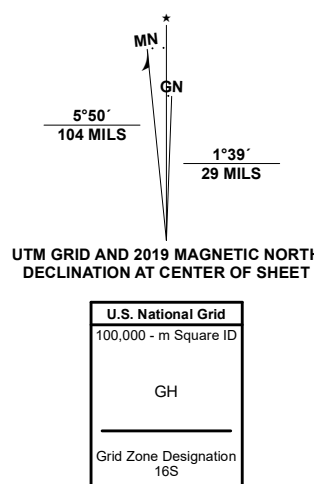 MN
GN
5°50´
104 MILS
1°39´
29 MILS
UTM GRID AND 2019 MAGNETIC NORTH
DECLINATION AT CENTER OF SHEET
U.S. National Grid
100,000 - m Square ID
GH
Grid Zone Designation
16S